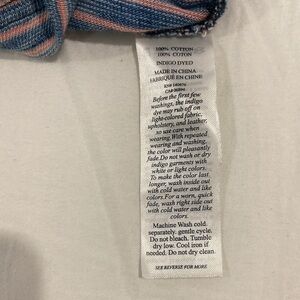 100% COTTON
100% COTON
INDIGO DYED
MADE IN CHINA
FABRIQUÉ EN CHINE
Before the first few
washings, the indigo
dye may rub off on
light-colored fabric,
upholstery, and leather,
so use care when
wearing. With repeated
wearing and washing,
the color will pleasantly
fade. Do not wash or dry
indigo garments with
white or light colors.
To make the color last
longer, wash inside out
with cold water and like
colors. For a worn, quick
fade, wash right side out
with cold water and like
colors.
Machine Wash cold
separately, gentle cycle.
Do not bleach. Tumble
dry low. Cool iron if
needed. Do not dry
clean.
SEE REVERSE FOR MORE